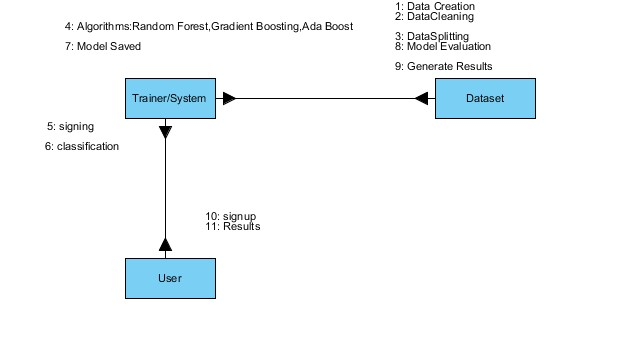 1: Data Creation
2: DataCleaning
4: Algorithms:Random Forest,Gradient Boosting,Ada Boost
3: DataSplitting
7: Model Saved
8: Model Evaluation
9: Generate Results
Trainer/System
Dataset
5: signing
6: classification
10: signup
11: Results
User